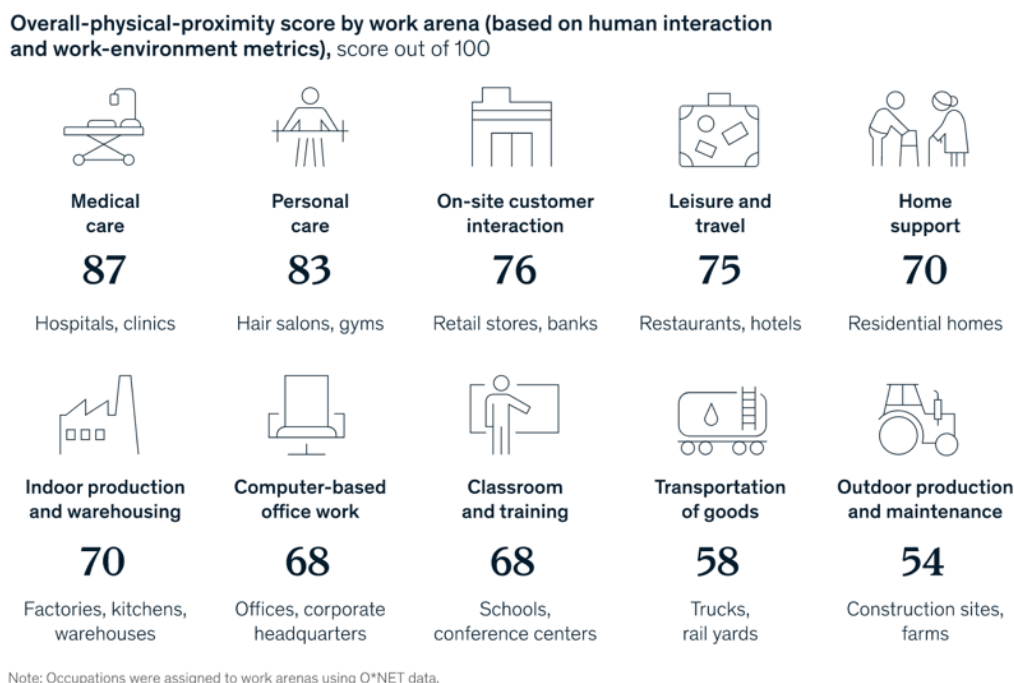 Overall-physical-proximity score by work arena (based on human interaction
and work-environment metrics), score out of 100
Medical
care
87
Hospitals, clinics
Personal
care
83
Hair salons, gyms
On-site customer
interaction
76
Retail stores, banks
Leisure and
travel
75
Restaurants, hotels
Home
support
70
Residential homes
Indoor production
and warehousing
70
Factories, kitchens,
warehouses
Computer-based
office work
68
Offices, corporate
headquarters
Classroom
and training
68
Schools,
conference centers
Transportation
of goods
58
Trucks,
rail yards
Outdoor production
and maintenance
54
Construction sites,
farms
Note: Occupations were assigned to work arenas using O*NET data.